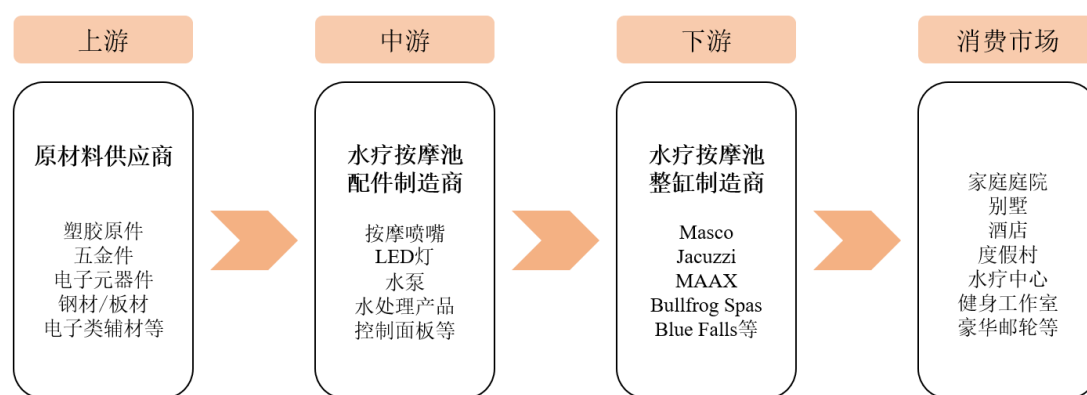 上游
原材料供应商
塑胶原件
五金件
电子元器件
钢材/板材
电子类辅材等
中游
水疗按摩池
配件制造商
按摩喷嘴
LED灯
水泵
水处理产品
控制面板等
下游
水疗按摩池
整缸制造商
Masco
Jacuzzi
MAAX
Bullfrog Spas
Blue Falls等
消费市场
家庭庭院
别墅
酒店
度假村
水疗中心
健身工作室
豪华邮轮等